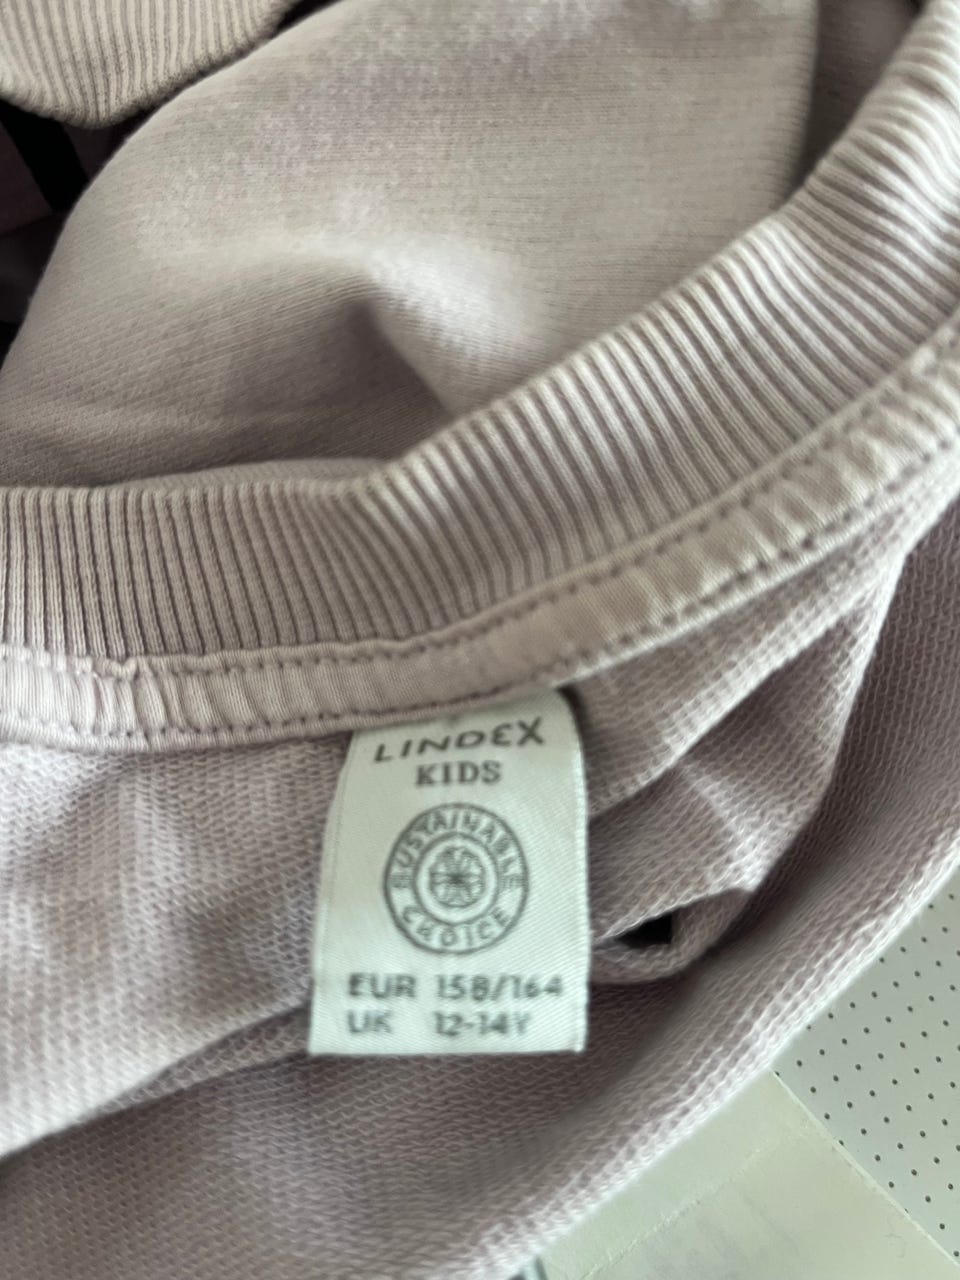 LINDEX
KIDS
SUSTAINABLE
CHOICE
EUR 158/164
UK 12-14Y